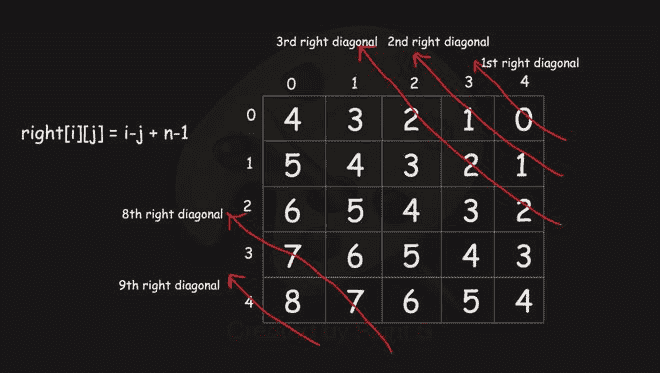 3rd right diagonal 2nd right diagonal
1st right diagonal
0 1 2 3 4
right[i][j] = i-j + n-1
0 4 3 2 1 0
1 5 4 3 2 1
2 6 5 4 3 2
8th right diagonal
3 7 6 5 4 3
9th right diagonal
4 8 7 6 5 4